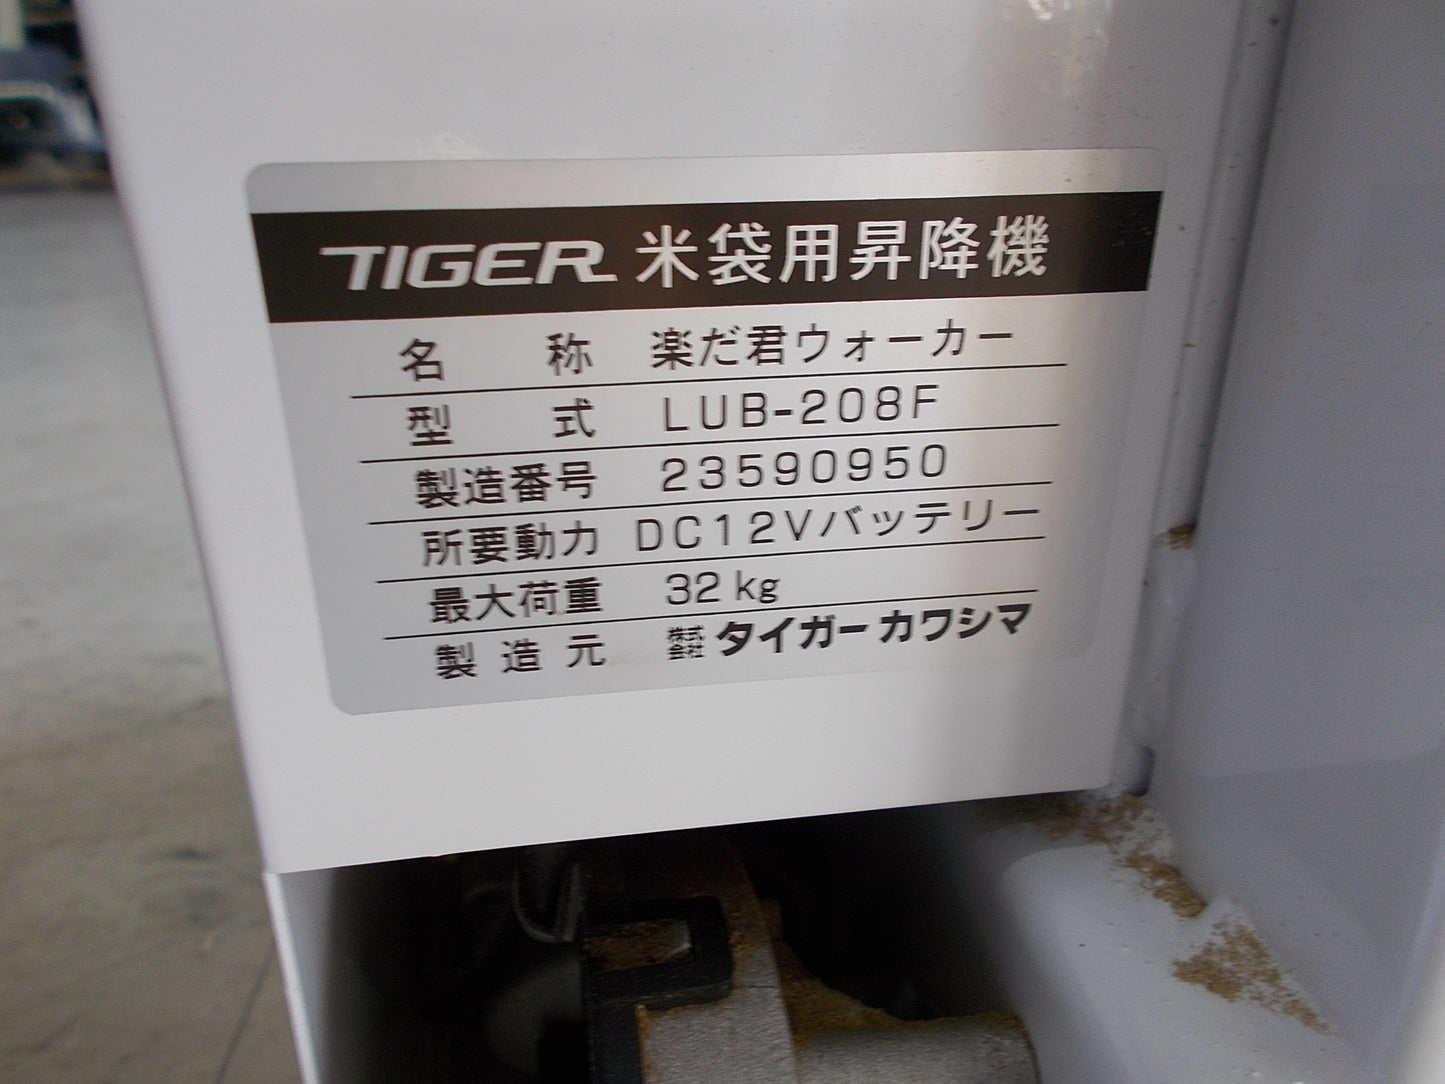 TIGER 米袋用昇降機
名称 楽だ君ウォーカー
型式 LUB-208F
製造番号 23590950
所要動力 DC12Vバッテリー
最大荷重 32kg
製造元 株式会社 タイガーカワシマ